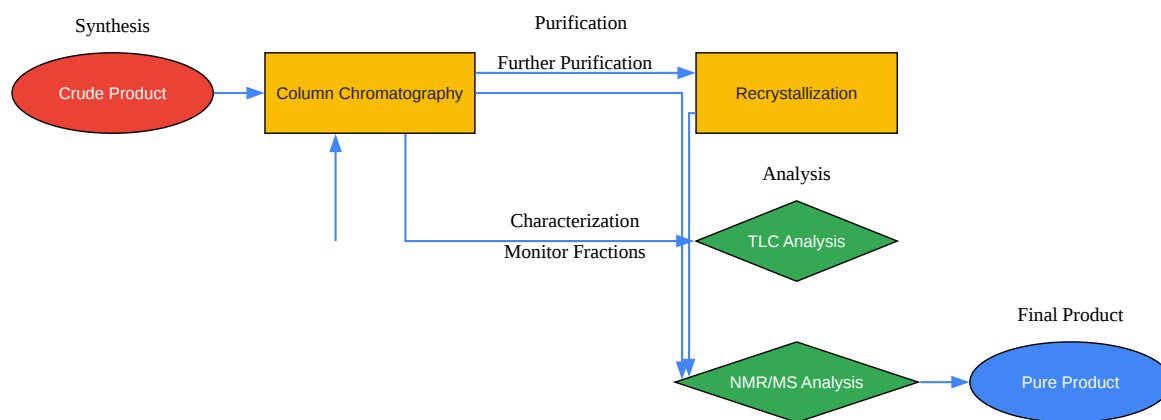 Synthesis
Purification
Further Purification
Crude Product
Column Chromatography
Recrystallization
Analysis
Characterization
TLC Analysis
Monitor Fractions
Final Product
NMR/MS Analysis
Pure Product